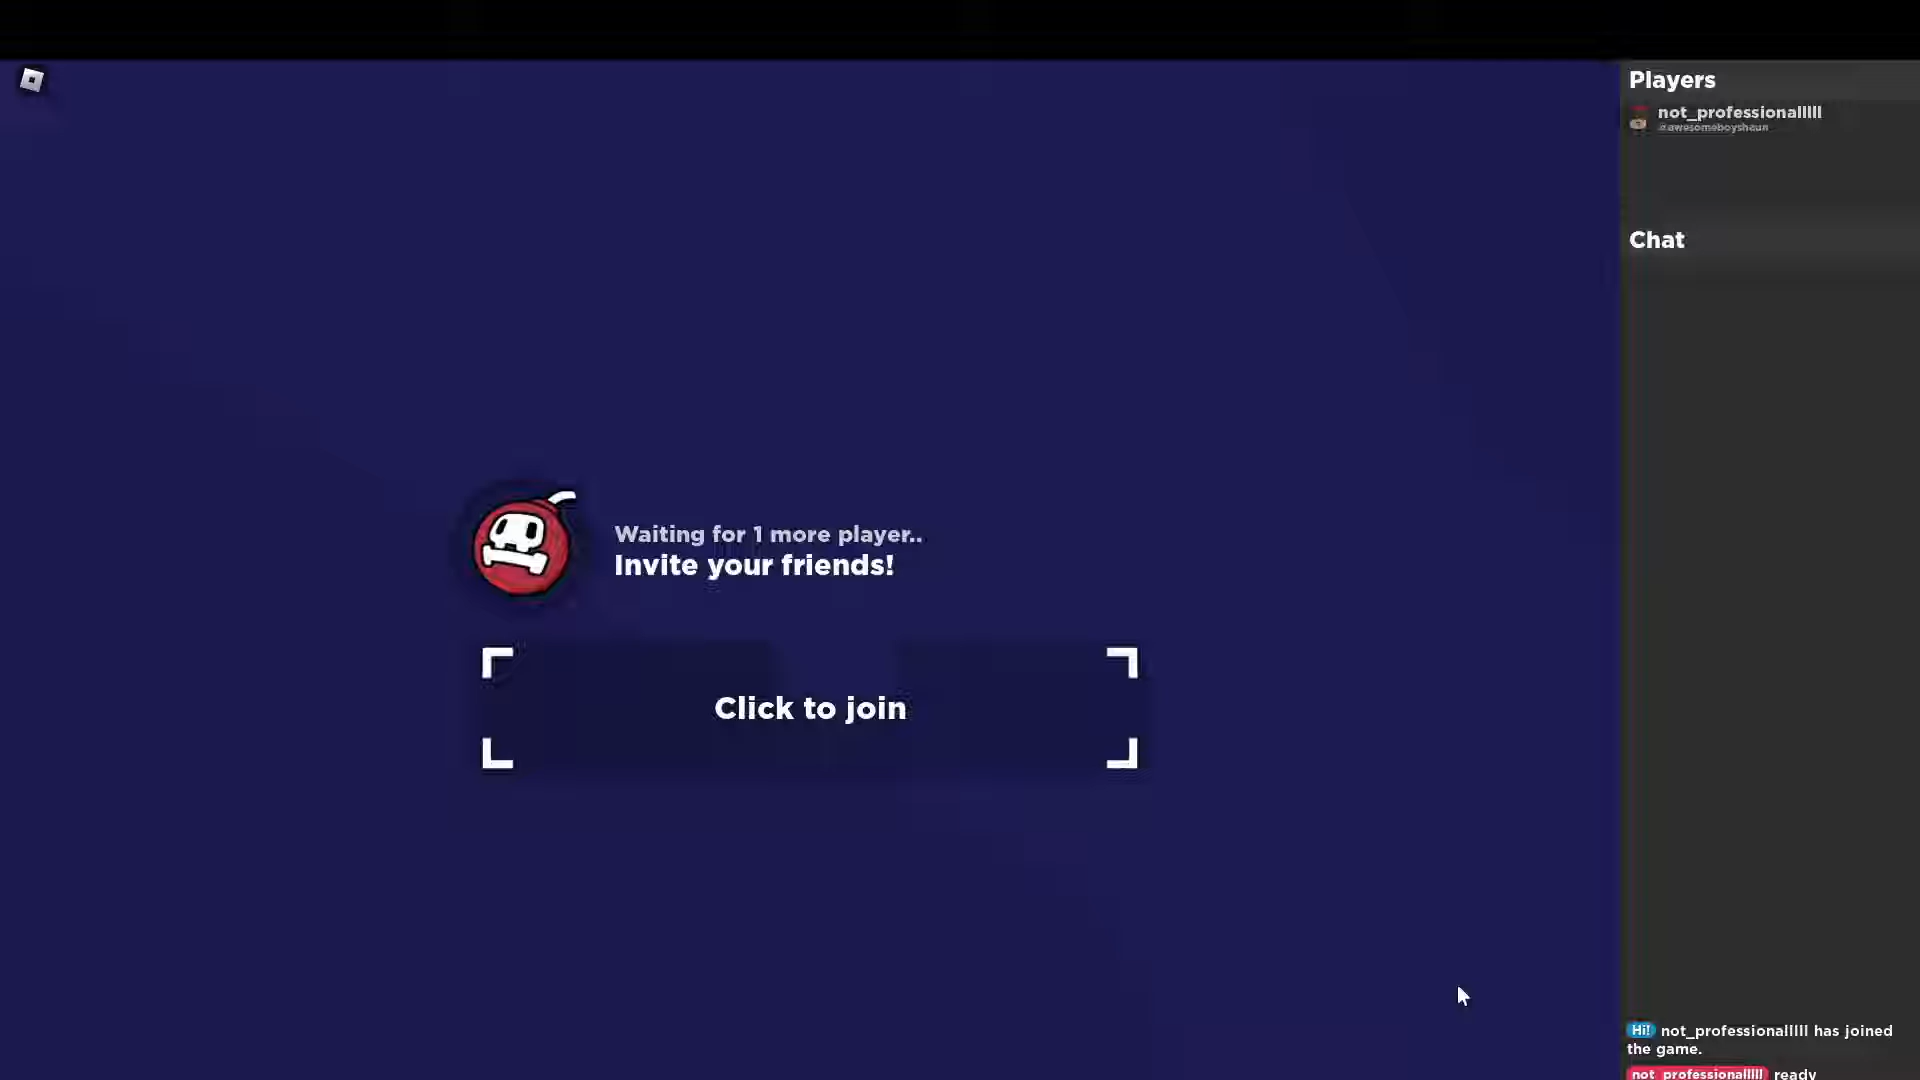 Players
not_professionalllll
@awesomeboyshaun
Chat
Waiting for 1 more player..
Invite your friends!
Click to join
Hi! not_professionalllll has joined
the game.
not_professionalllll ready